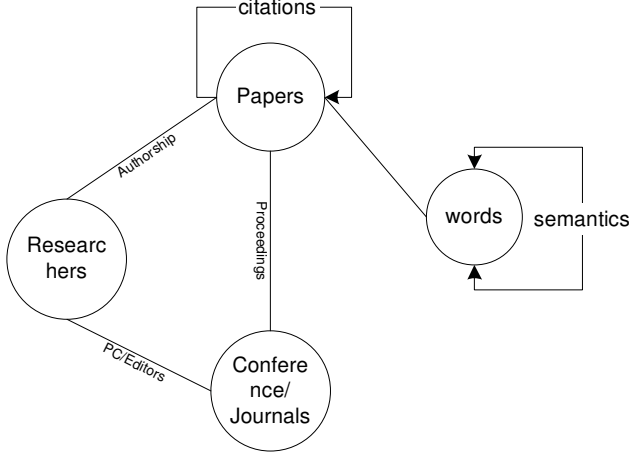 citations
Papers
Authorship
Proceedings
words
semantics
Researc
hers
PC/Editors
Confere
nce/
Journals